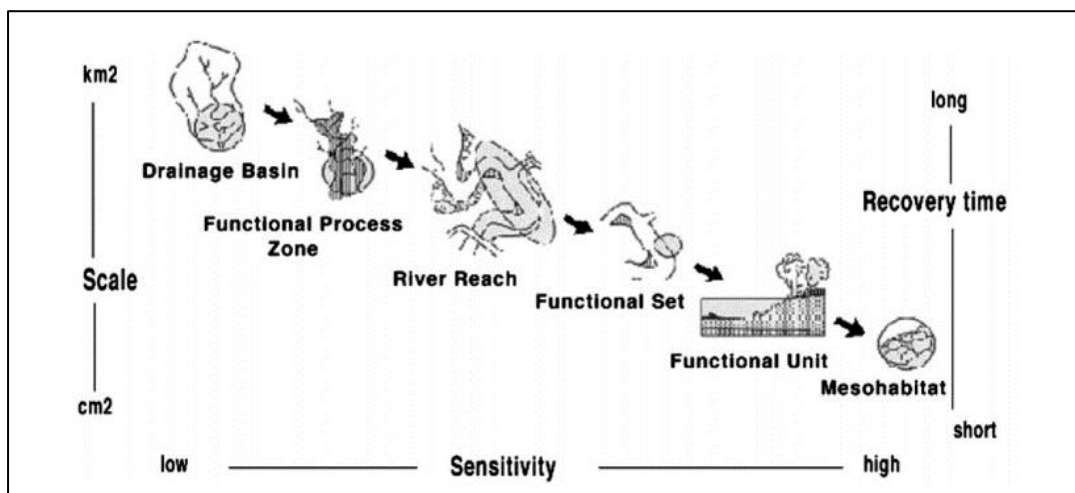 km2
long
Drainage Basin
Recovery time
Functional Process
Zone
River Reach
Scale
Functional Set
Functional Unit
Mesohabitat
cm2
short
low
Sensitivity
high